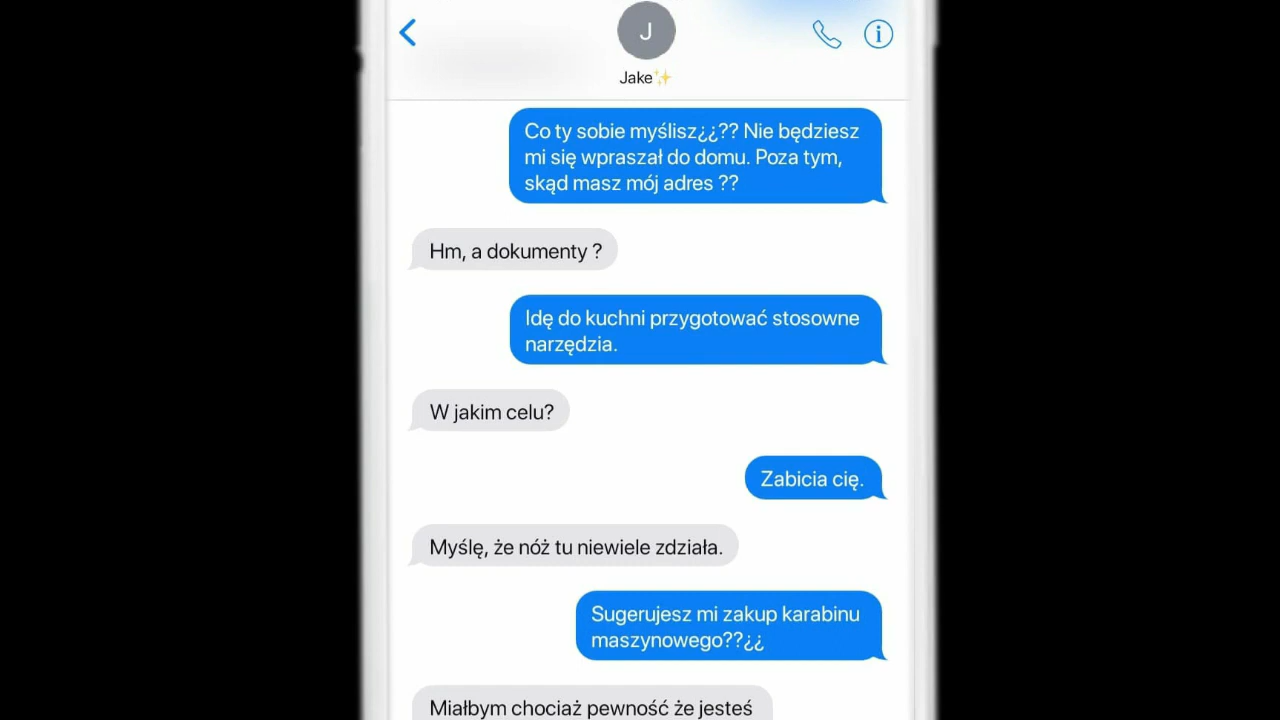 J
Jake✨
Co ty sobie myślisz¿¿?? Nie będziesz
mi się wpraszał do domu. Poza tym,
skąd masz mój adres ??
Hm, a dokumenty ?
Idę do kuchni przygotować stosowne
narzędzia.
W jakim celu?
Zabicia cię.
Myślę, że nóż tu niewiele zdziała.
Sugerujesz mi zakup karabinu
maszynowego??¿¿
Miałbym chociaż pewność że jesteś